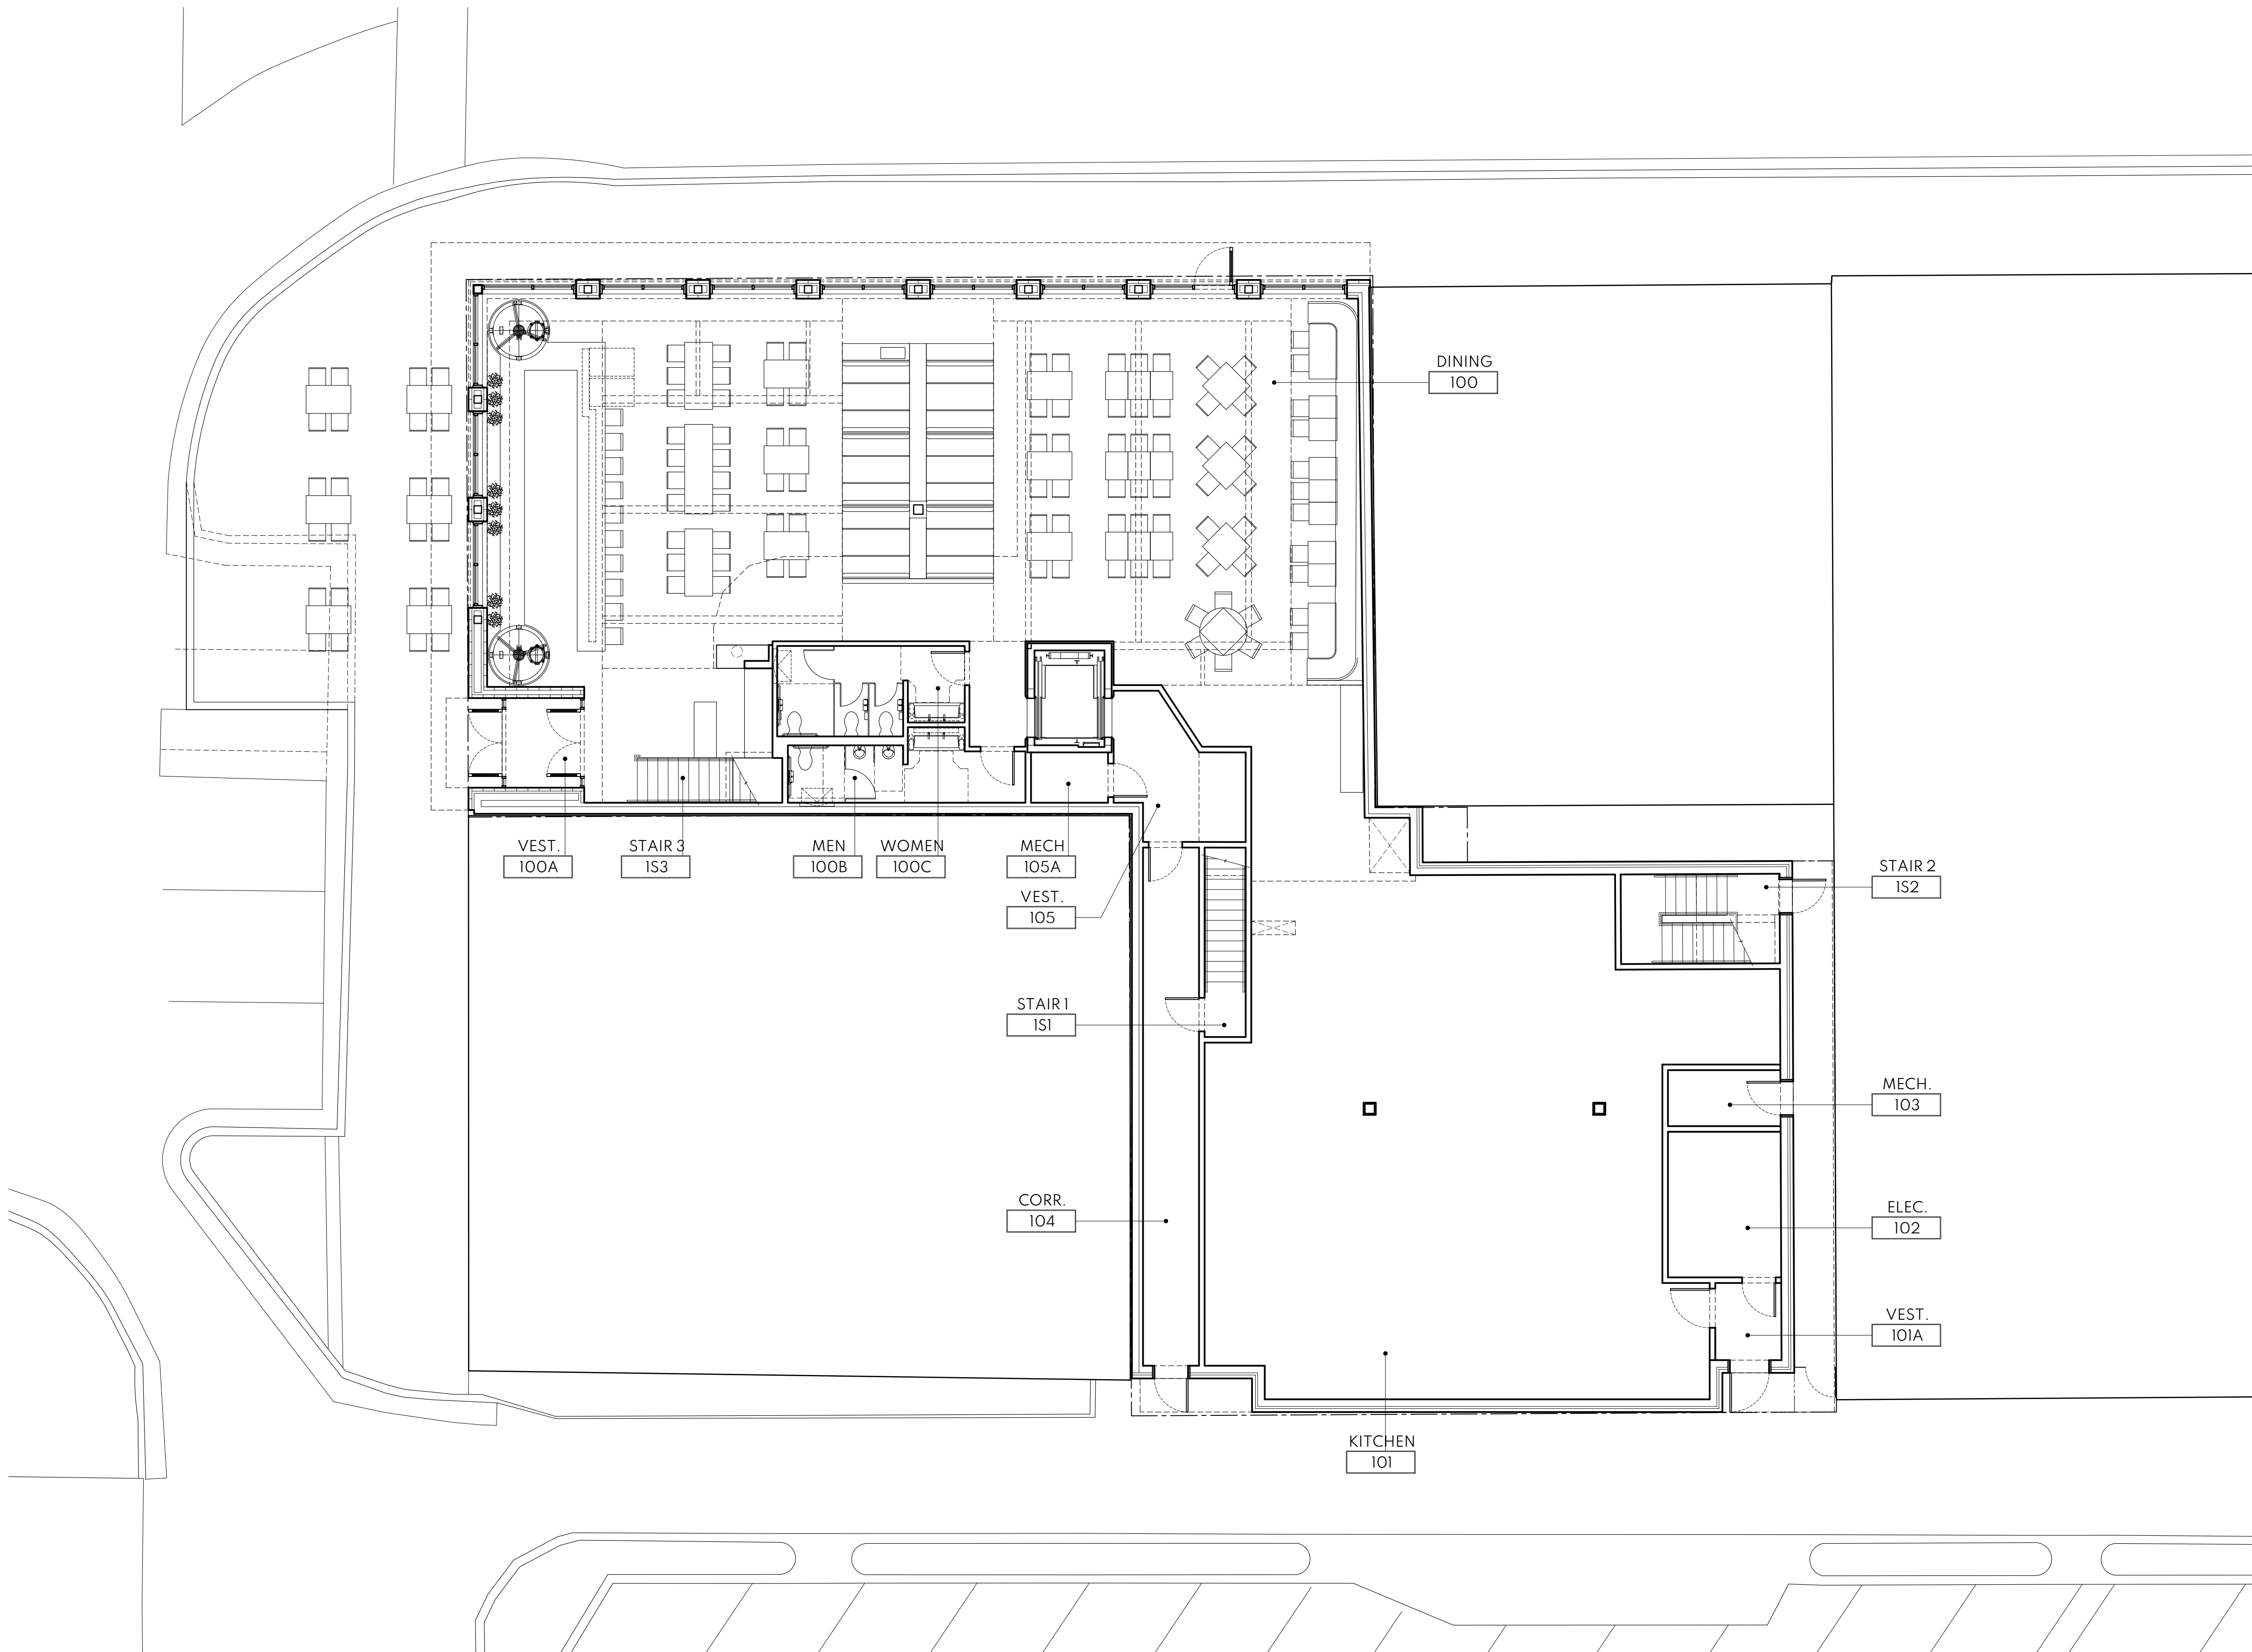 DINING
100
VEST.
100A
STAIR 3
1S3
MEN
100B
WOMEN
100C
MECH
105A
VEST.
105
STAIR 2
1S2
STAIR 1
1S1
MECH.
103
CORR.
104
ELEC.
102
VEST.
101A
KITCHEN
101